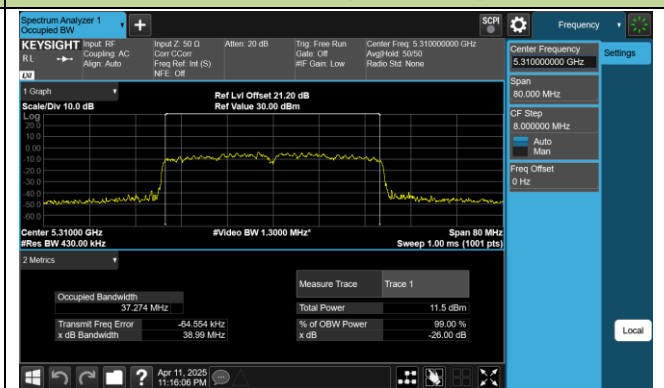 Spectrum Analyzer 1
Occupied BW
+
SCPI
Frequency
KEYSIGHT
RL
LXI
Input: RF
Coupling: AC
Align: Auto
Input Z: 50 Ω
Corr CCorr
Freq Ref: Int (S)
NFE: Off
Atten: 20 dB
Trig: Free Run
Gate: Off
#IF Gain: Low
Center Freq: 5.310000000 GHz
Avg|Hold: 50/50
Radio Std: None
Center Frequency
5.310000000 GHz
Settings
Span
80.000 MHz
CF Step
8.000000 MHz
Auto
Man
Freq Offset
0 Hz
1 Graph
Scale/Div 10.0 dB
Ref Lvl Offset 21.20 dB
Ref Value 30.00 dBm
Log
20.0
10.0
0.00
-10.0
-20.0
-30.0
-40.0
-50.0
-60.0
Center 5.31000 GHz
#Video BW 1.3000 MHz*
Span 80 MHz
#Res BW 430.00 kHz
Sweep 1.00 ms (1001 pts)
2 Metrics
Measure Trace
Trace 1
Occupied Bandwidth
37.274 MHz
Total Power
11.5 dBm
Transmit Freq Error
-64.554 kHz
% of OBW Power
99.00 %
x dB Bandwidth
38.99 MHz
x dB
-26.00 dB
Local
?
Apr 11, 2025
11:16:06 PM